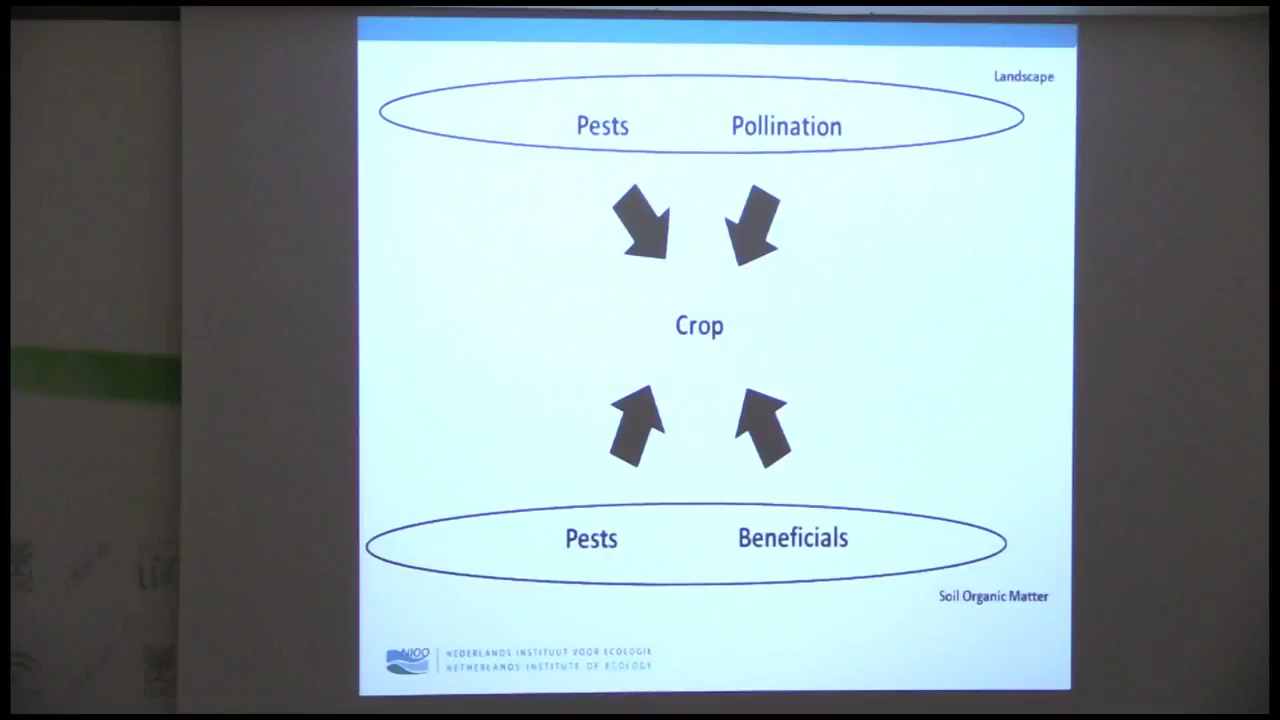 Landscape
Pests Pollination
Crop
Pests Beneficials
Soil Organic Matter
NIOO
NEDERLANDS INSTITUUT VOOR ECOLOGIE
NETHERLANDS INSTITUTE OF ECOLOGY